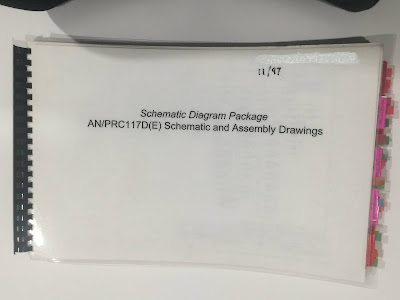 11/97
Schematic Diagram Package
AN/PRC117D(E) Schematic and Assembly Drawings